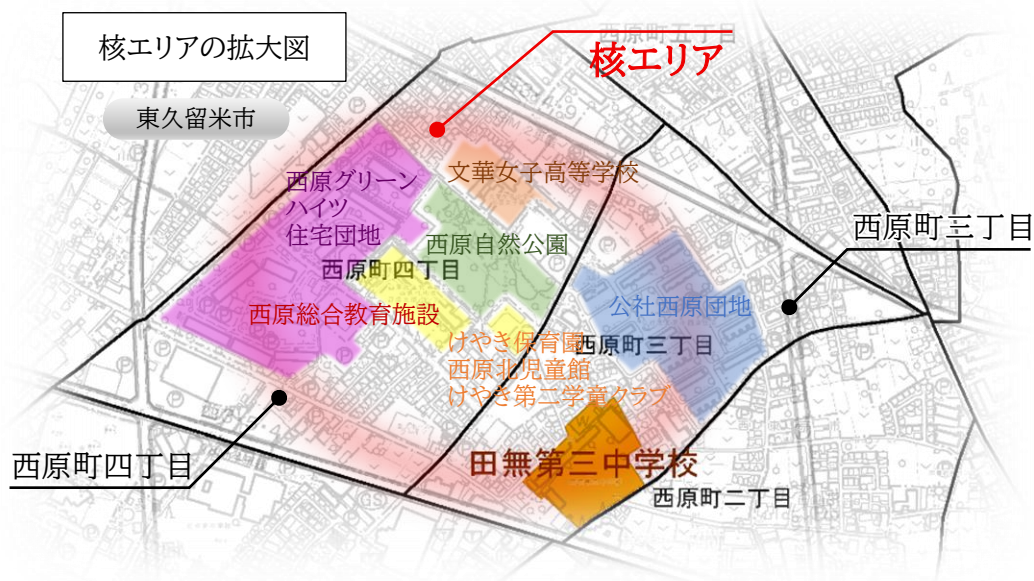 核エリアの拡大図
西原町五丁目
核エリア
東久留米市
文華女子高等学校
西原グリーン
ハイツ
住宅団地
西原町三丁目
西原自然公園
西原町四丁目
公社西原団地
西原総合教育施設
けやき保育園
西原北児童館
けやき第二学童クラブ
西原町三丁目
西原町四丁目
田無第三中学校
西原町二丁目